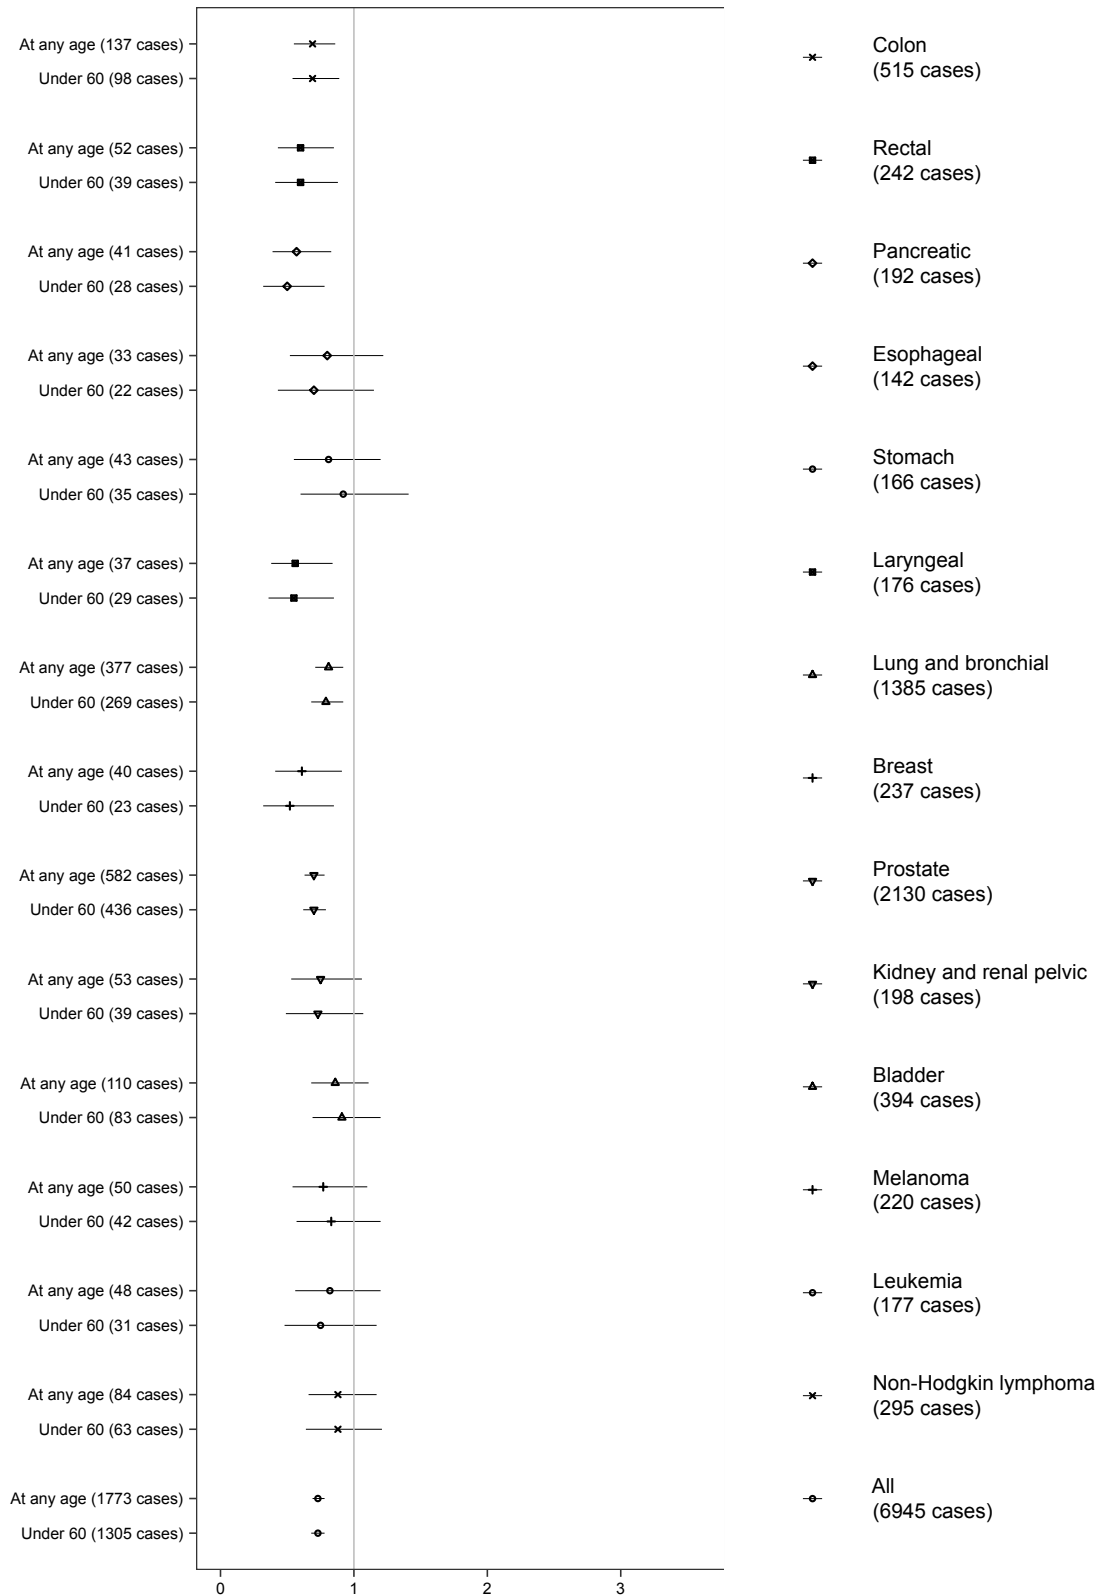 At any age (137 cases)
Under 60 (98 cases)
Colon
(515 cases)
At any age (52 cases)
Under 60 (39 cases)
Rectal
(242 cases)
At any age (41 cases)
Under 60 (28 cases)
Pancreatic
(192 cases)
At any age (33 cases)
Under 60 (22 cases)
Esophageal
(142 cases)
At any age (43 cases)
Under 60 (35 cases)
Stomach
(166 cases)
At any age (37 cases)
Under 60 (29 cases)
Laryngeal
(176 cases)
At any age (377 cases)
Under 60 (269 cases)
Lung and bronchial
(1385 cases)
At any age (40 cases)
Under 60 (23 cases)
Breast
(237 cases)
At any age (582 cases)
Under 60 (436 cases)
Prostate
(2130 cases)
At any age (53 cases)
Under 60 (39 cases)
Kidney and renal pelvic
(198 cases)
At any age (110 cases)
Under 60 (83 cases)
Bladder
(394 cases)
At any age (50 cases)
Under 60 (42 cases)
Melanoma
(220 cases)
At any age (48 cases)
Under 60 (31 cases)
Leukemia
(177 cases)
At any age (84 cases)
Under 60 (63 cases)
Non-Hodgkin lymphoma
(295 cases)
At any age (1773 cases)
Under 60 (1305 cases)
All
(6945 cases)
0 1 2 3